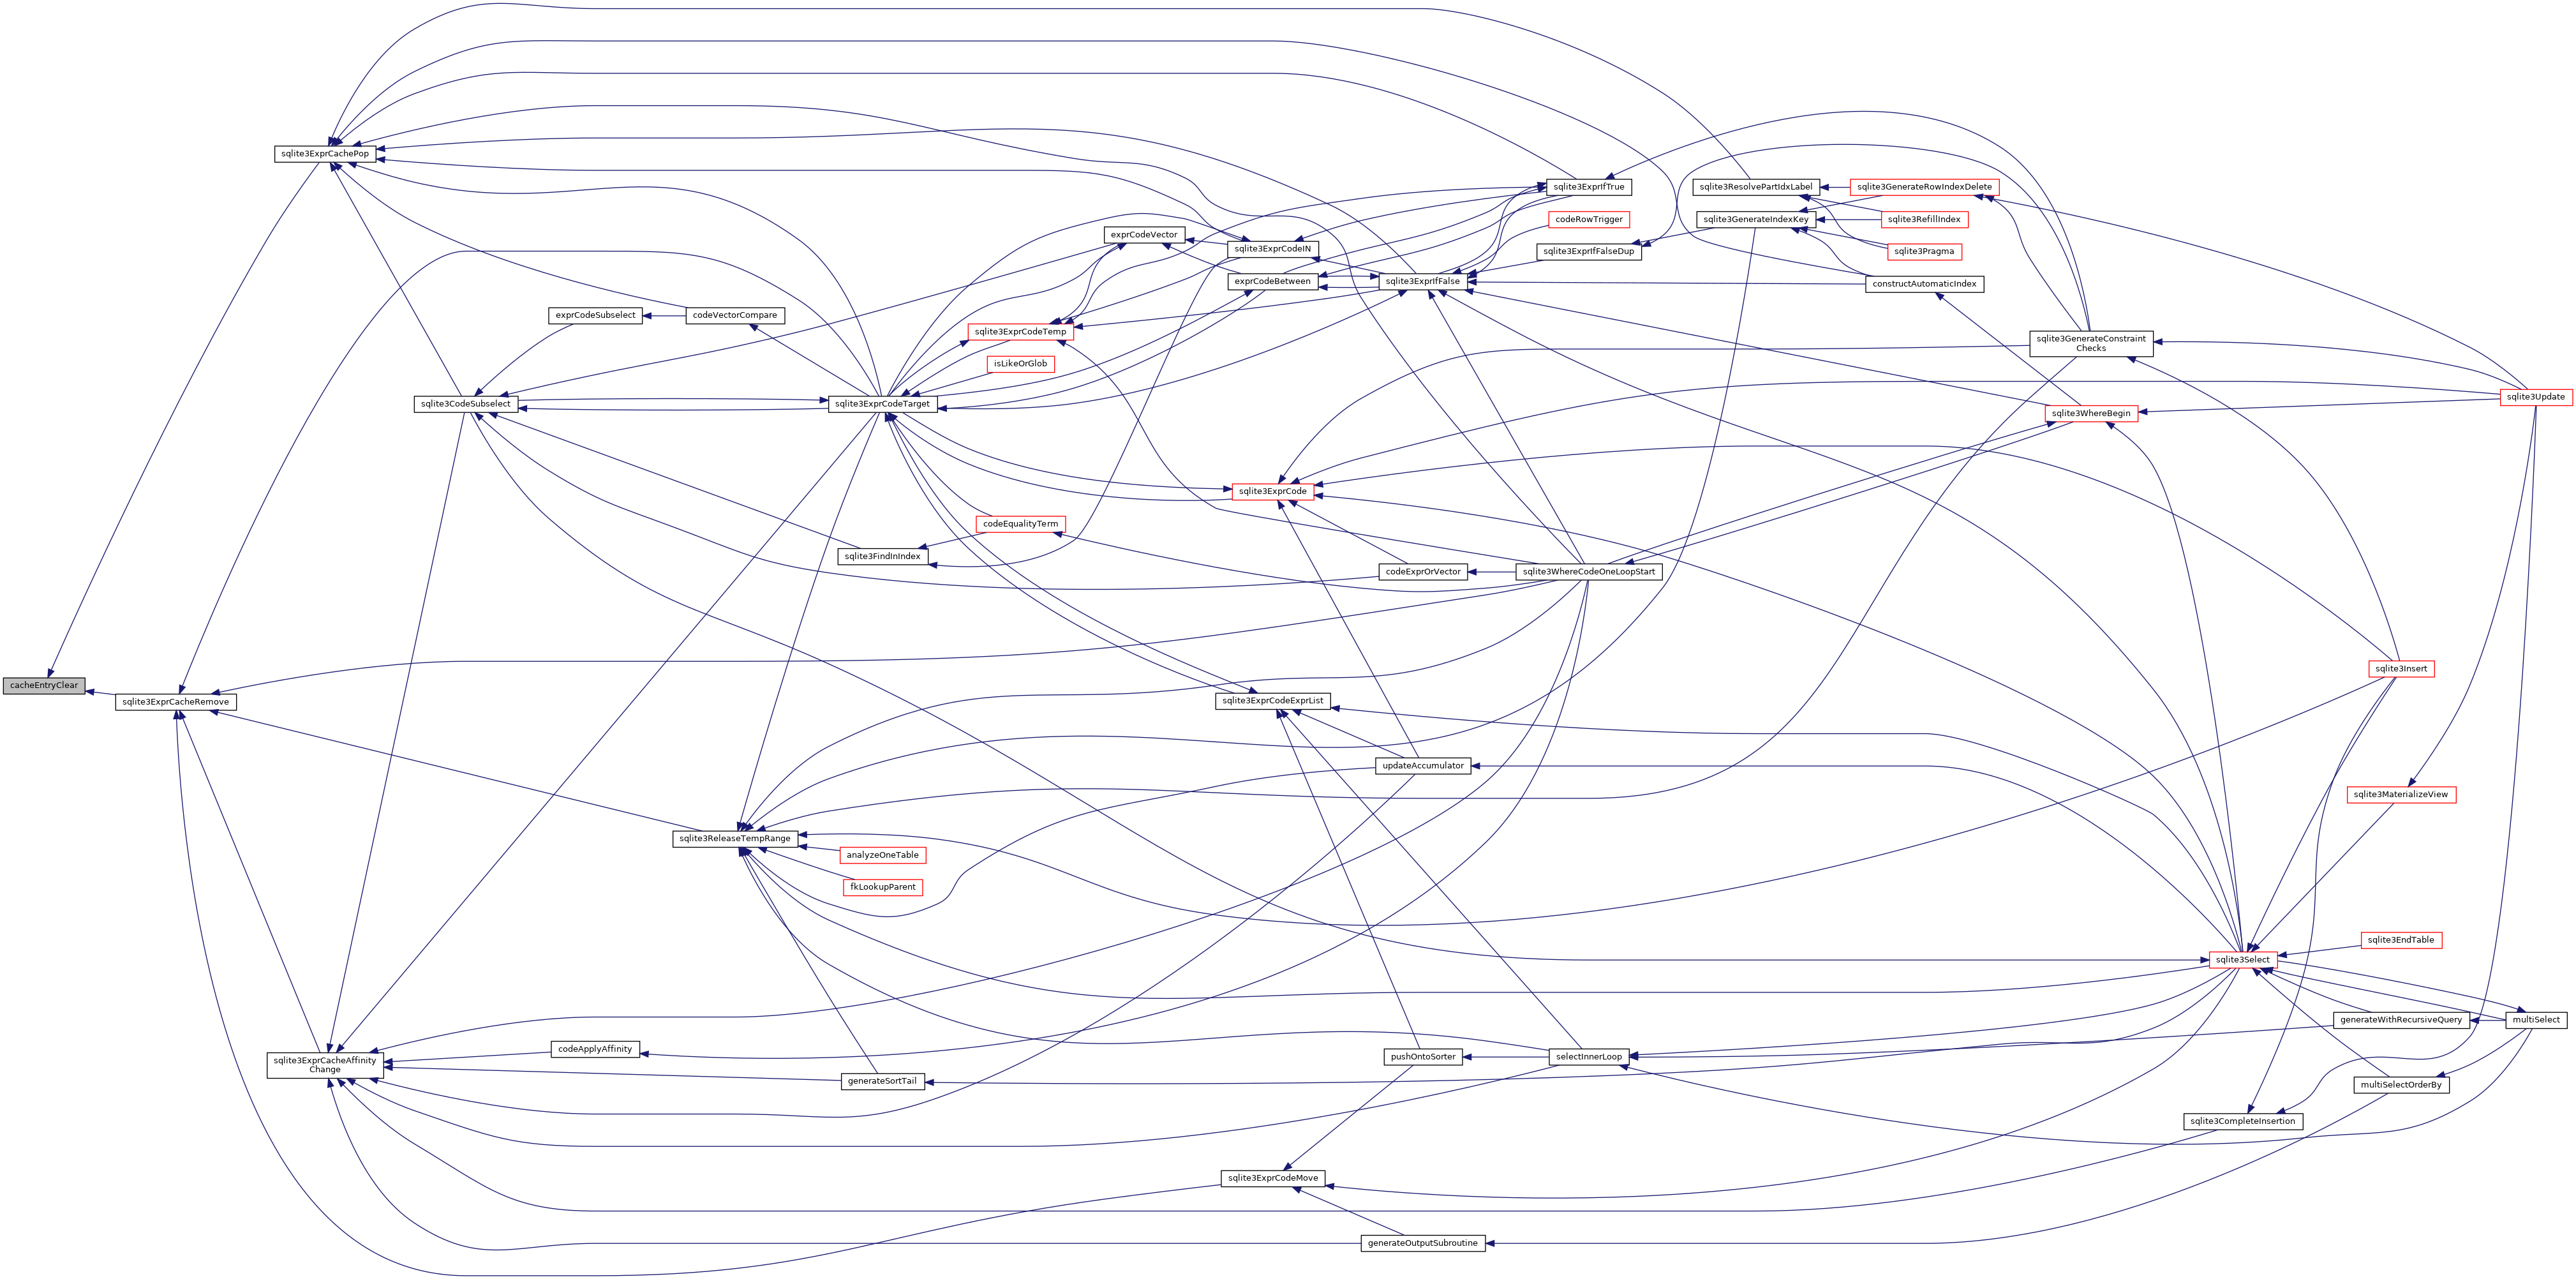 sqlite3ExprCachePop
sqlite3ExprIfTrue
sqlite3ResolvePartIdxLabel
sqlite3GenerateRowIndexDelete
codeRowTrigger
sqlite3GenerateIndexKey
sqlite3RefillIndex
exprCodeVector
sqlite3ExprCodeIN
sqlite3ExprIfFalseDup
sqlite3Pragma
exprCodeBetween
sqlite3ExprIfFalse
constructAutomaticIndex
exprCodeSubselect
codeVectorCompare
sqlite3ExprCodeTemp
sqlite3GenerateConstraint
Checks
isLikeOrGlob
sqlite3CodeSubselect
sqlite3ExprCodeTarget
sqlite3WhereBegin
sqlite3Update
sqlite3ExprCode
codeEqualityTerm
sqlite3FindInIndex
codeExprOrVector
sqlite3WhereCodeOneLoopStart
cacheEntryClear
sqlite3ExprCacheRemove
sqlite3ExprCodeExprList
sqlite3Insert
updateAccumulator
sqlite3MaterializeView
sqlite3ReleaseTempRange
analyzeOneTable
fkLookupParent
sqlite3EndTable
sqlite3Select
generateWithRecursiveQuery
multiSelect
sqlite3ExprCacheAffinity
Change
codeApplyAffinity
pushOntoSorter
selectInnerLoop
generateSortTail
multiSelectOrderBy
sqlite3CompleteInsertion
sqlite3ExprCodeMove
generateOutputSubroutine